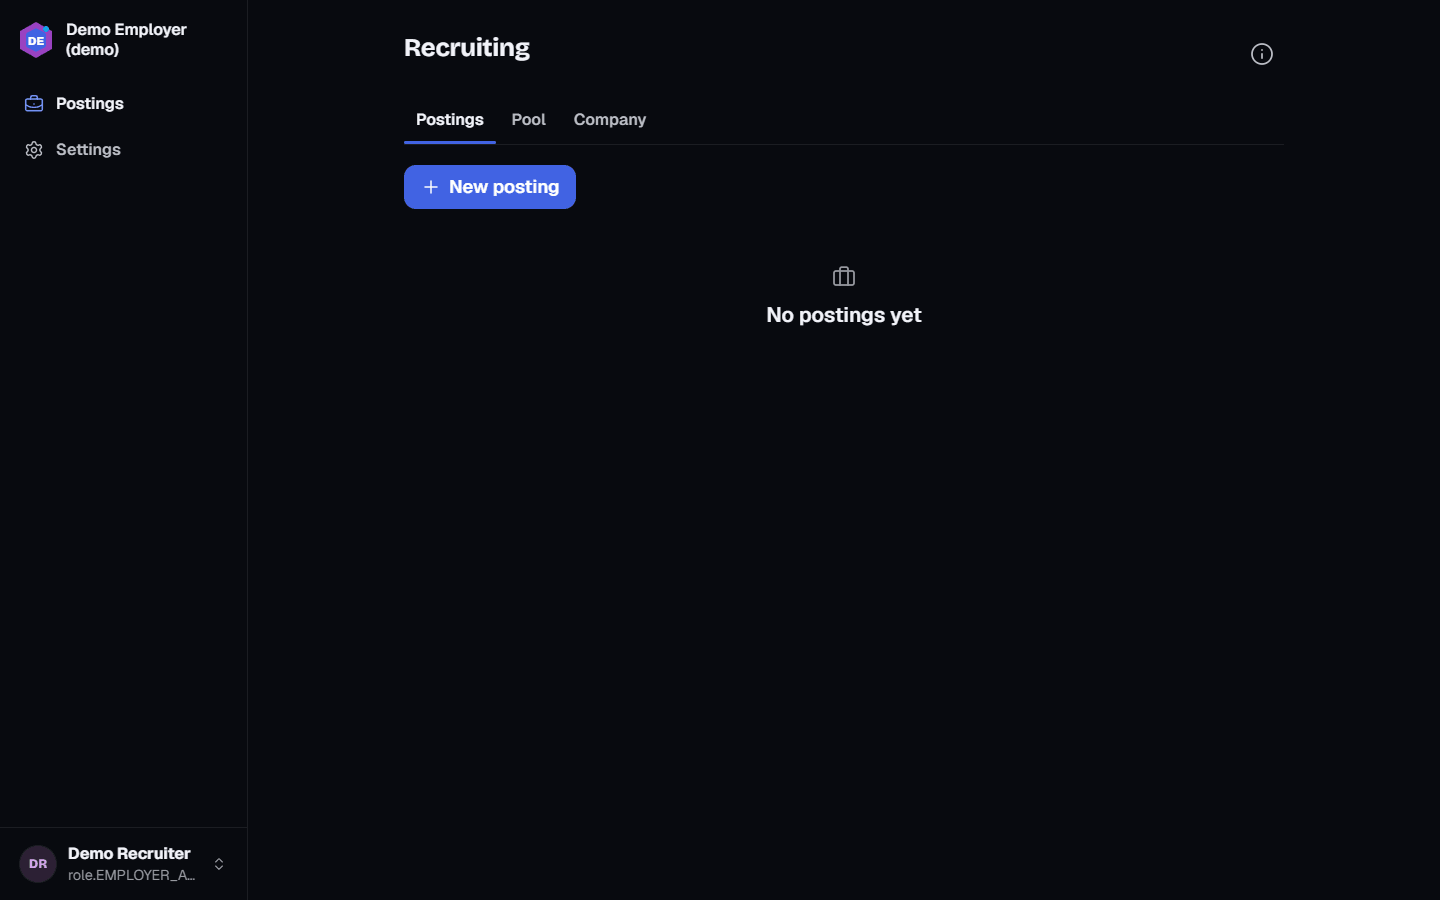 DE
Demo Employer
(demo)
Postings
Settings
Recruiting
Postings
Pool
Company
New posting
No postings yet
DR
Demo Recruiter
role.EMPLOYER_A...